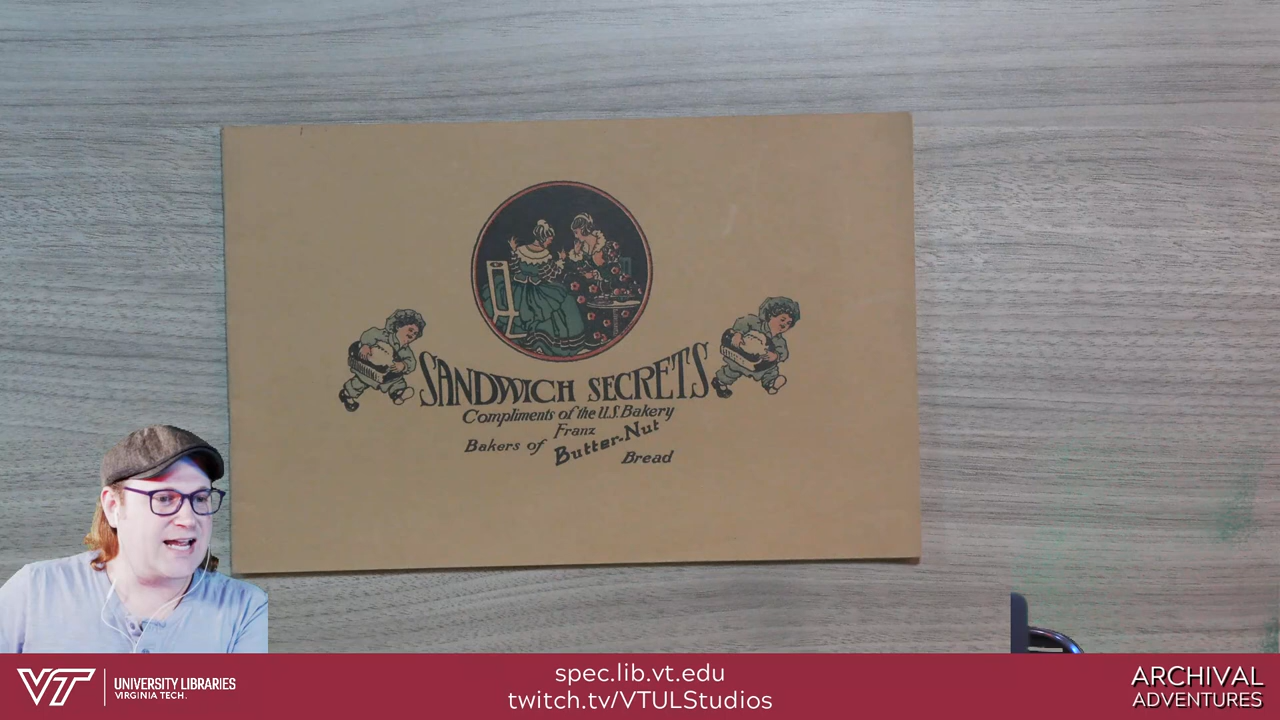 SANDWICH SECRETS
Compliments of the U.S. Bakery
Franz
Bakers of Butter-Nut
Bread
VT
UNIVERSITY LIBRARIES
VIRGINIA TECH.
spec.lib.vt.edu
twitch.tv/VTULStudios
ARCHIVAL
ADVENTURES